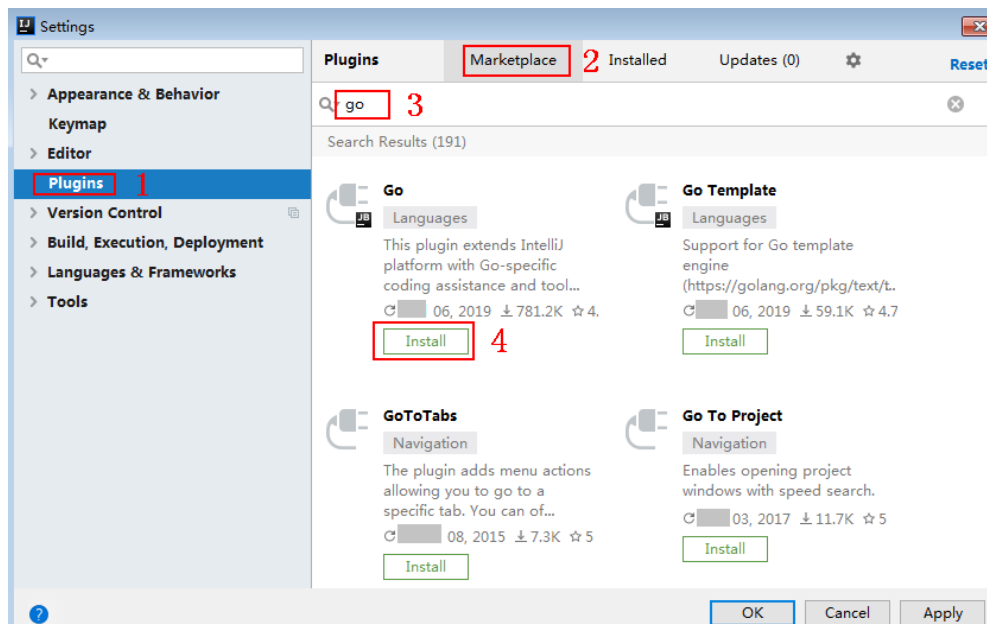 IJ Settings
Plugins
Marketplace 2 Installed
Updates (0)
Reset
go 3
Search Results (191)
Appearance & Behavior
Keymap
Editor
Plugins 1
Version Control
Build, Execution, Deployment
Languages & Frameworks
Tools
Go
JB
Languages
This plugin extends IntelliJ
platform with Go-specific
coding assistance and tool...
06, 2019 781.2K 4.
Install 4
Go Template
JB
Languages
Support for Go template
engine
(https://golang.org/pkg/text/t..
06, 2019 59.1K 4.7
Install
GoToTabs
Navigation
The plugin adds menu actions
allowing you to go to a
specific tab. You can of...
08, 2015 7.3K 5
Install
Go To Project
Navigation
Enables opening project
windows with speed search.
03, 2017 11.7K 5
Install
?
OK
Cancel
Apply